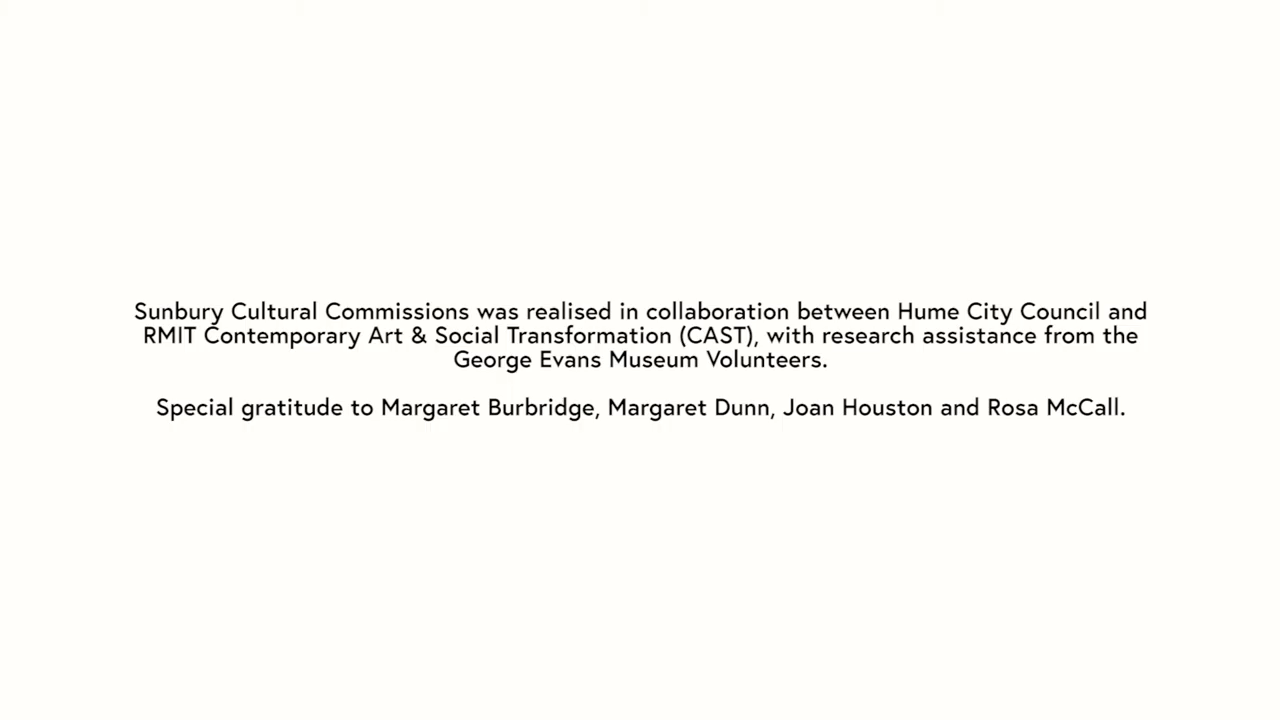 Sunbury Cultural Commissions was realised in collaboration between Hume City Council and
RMIT Contemporary Art & Social Transformation (CAST), with research assistance from the
George Evans Museum Volunteers.
Special gratitude to Margaret Burbridge, Margaret Dunn, Joan Houston and Rosa McCall.